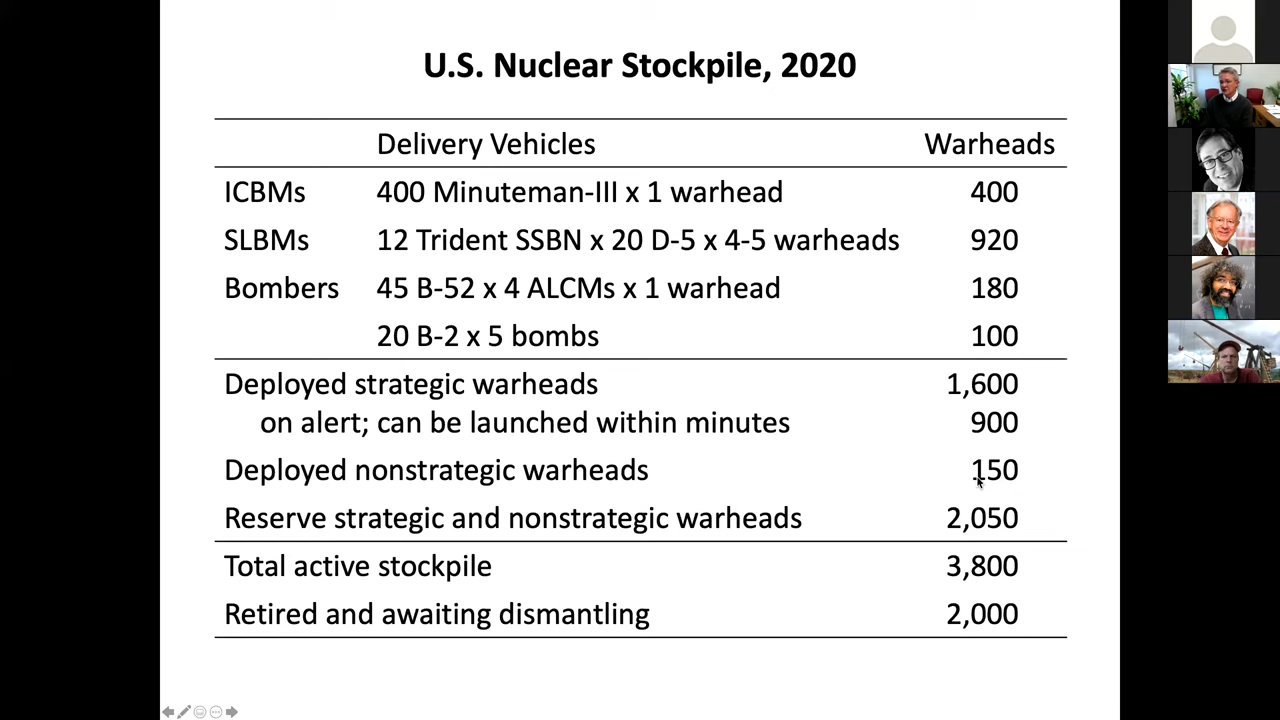 U.S. Nuclear Stockpile, 2020
Delivery Vehicles Warheads
ICBMs 400 Minuteman-III x 1 warhead 400
SLBMs 12 Trident SSBN x 20 D-5 x 4-5 warheads 920
Bombers 45 B-52 x 4 ALCMs x 1 warhead 180
20 B-2 x 5 bombs 100
Deployed strategic warheads 1,600
on alert; can be launched within minutes 900
Deployed nonstrategic warheads 150
Reserve strategic and nonstrategic warheads 2,050
Total active stockpile 3,800
Retired and awaiting dismantling 2,000